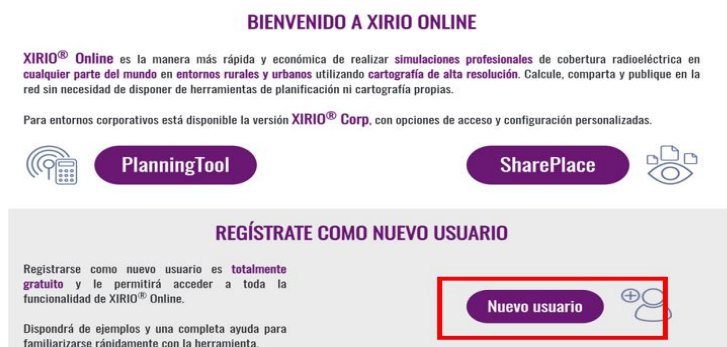 BIENVENIDO A XIRIO ONLINE
XIRIO® Online es la manera más rápida y económica de realizar simulaciones profesionales de cobertura radioeléctrica en
cualquier parte del mundo en entornos rurales y urbanos utilizando cartografía de alta resolución. Calcule, comparta y publique en la
red sin necesidad de disponer de herramientas de planificación ni cartografía propias.
Para entornos corporativos está disponible la versión XIRIO® Corp, con opciones de acceso y configuración personalizadas.
PlanningTool
SharePlace
REGÍSTRATE COMO NUEVO USUARIO
Registrarse como nuevo usuario es totalmente
gratuito y le permitirá acceder a toda la
funcionalidad de XIRIO® Online.
Nuevo usuario
Dispondrá de ejemplos y una completa ayuda para
familiarizarse rápidamente con la herramienta.